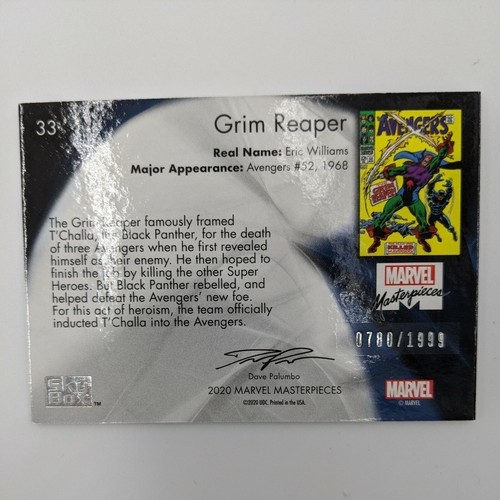 33
Grim Reaper
Real Name: Eric Williams
Major Appearance: Avengers #52, 1968
The Grim Reaper famously framed
T'Challa, the Black Panther, for the death
of three Avengers when he first revealed
himself as their enemy. He then hoped to
finish the job by killing the other Super
Heroes. But Black Panther rebelled, and
helped defeat the Avengers' new foe.
For this act of heroism, the team officially
inducted T'Challa into the Avengers.
AVENGERS
MARVEL
Masterpieces
0780/1999
Dave Palumbo
2020 MARVEL MASTERPIECES
©2020 UDC. Printed in the USA.
SkyBox™
MARVEL
© MARVEL